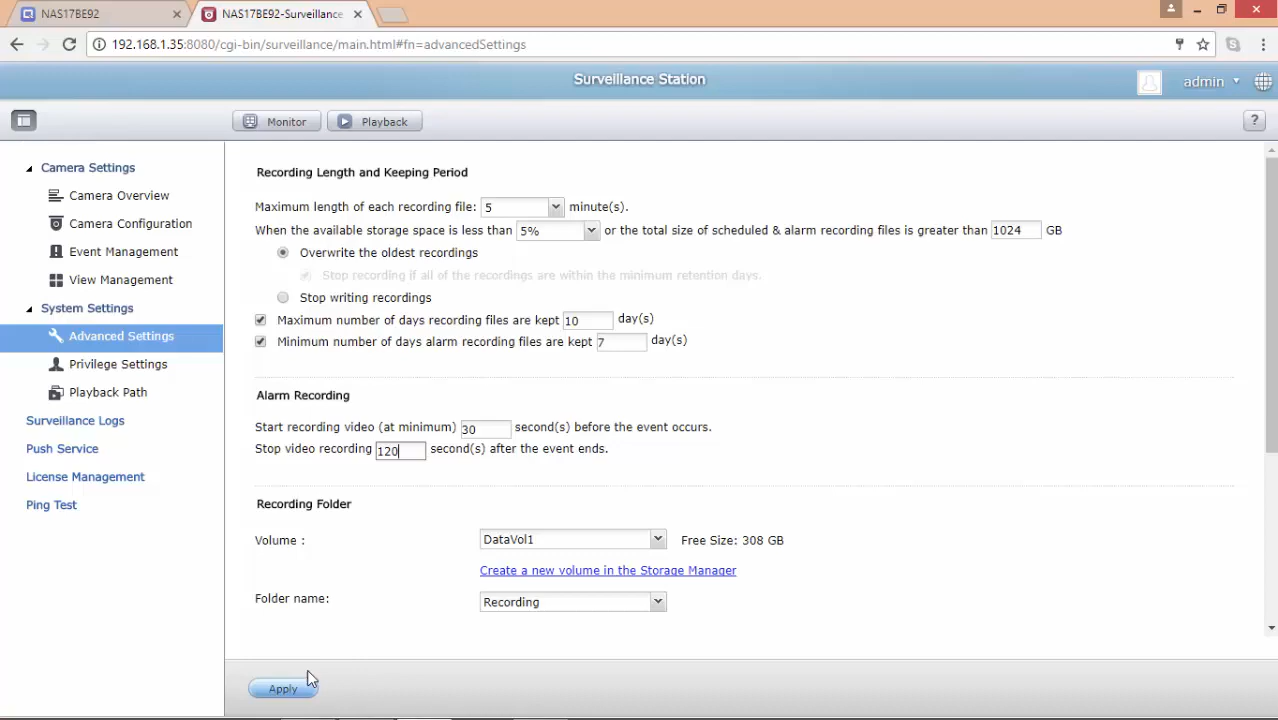 NAS17BE92
NAS17BE92-Surveillance
192.168.1.35:8080/cgi-bin/surveillance/main.html#fn=advancedSettings
Surveillance Station
admin
Monitor
Playback
?
Camera Settings
Camera Overview
Camera Configuration
Event Management
View Management
System Settings
Advanced Settings
Privilege Settings
Playback Path
Surveillance Logs
Push Service
License Management
Ping Test
Recording Length and Keeping Period
Maximum length of each recording file: 5 minute(s).
When the available storage space is less than 5% or the total size of scheduled & alarm recording files is greater than 1024 GB
Overwrite the oldest recordings
Stop recording if all of the recordings are within the minimum retention days.
Stop writing recordings
Maximum number of days recording files are kept 10 day(s)
Minimum number of days alarm recording files are kept 7 day(s)
Alarm Recording
Start recording video (at minimum) 30 second(s) before the event occurs.
Stop video recording 120 second(s) after the event ends.
Recording Folder
Volume : DataVol1 Free Size: 308 GB
Create a new volume in the Storage Manager
Folder name: Recording
Apply